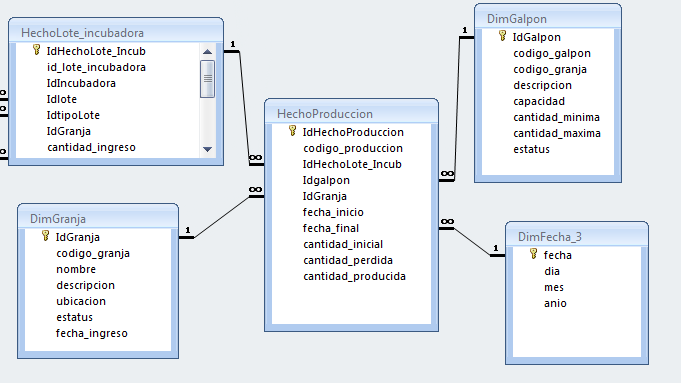 HechoLote_incubadora
IdHechoLote_Incub
id_lote_incubadora
IdIncubadora
Idlote
IdtipoLote
IdGranja
cantidad_ingreso
1
∞
∞
∞
∞
HechoProduccion
IdHechoProduccion
codigo_produccion
IdHechoLote_Incub
Idgalpon
IdGranja
fecha_inicio
fecha_final
cantidad_inicial
cantidad_perdida
cantidad_producida
∞
∞
∞
DimGalpon
IdGalpon
codigo_galpon
codigo_granja
descripcion
capacidad
cantidad_minima
cantidad_maxima
estatus
1
DimGranja
IdGranja
codigo_granja
nombre
descripcion
ubicacion
estatus
fecha_ingreso
1
DimFecha_3
fecha
dia
mes
anio
1